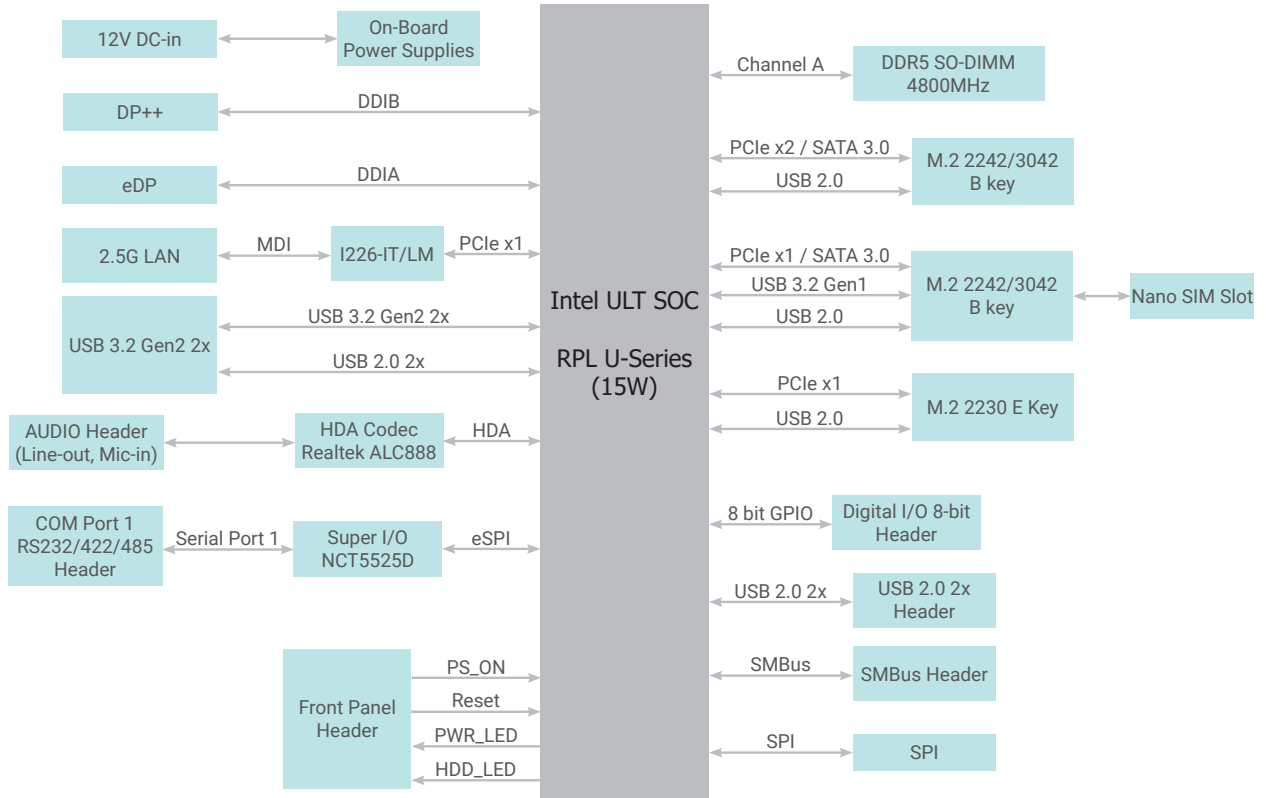 12V DC-in
On-Board
Power Supplies
DP++
DDIB
eDP
DDIA
2.5G LAN
MDI
I226-IT/LM
PCIe x1
USB 3.2 Gen2 2x
USB 3.2 Gen2 2x
USB 2.0 2x
AUDIO Header
(Line-out, Mic-in)
HDA Codec
Realtek ALC888
HDA
COM Port 1
RS232/422/485
Header
Serial Port 1
Super I/O
NCT5525D
eSPI
Front Panel
Header
PS_ON
Reset
PWR_LED
HDD_LED
Intel ULT SOC
RPL U-Series
(15W)
Channel A
DDR5 SO-DIMM
4800MHz
PCIe x2 / SATA 3.0
USB 2.0
M.2 2242/3042
B key
PCIe x1 / SATA 3.0
USB 3.2 Gen1
USB 2.0
M.2 2242/3042
B key
Nano SIM Slot
PCIe x1
USB 2.0
M.2 2230 E Key
8 bit GPIO
Digital I/O 8-bit
Header
USB 2.0 2x
USB 2.0 2x
Header
SMBus
SMBus Header
SPI
SPI